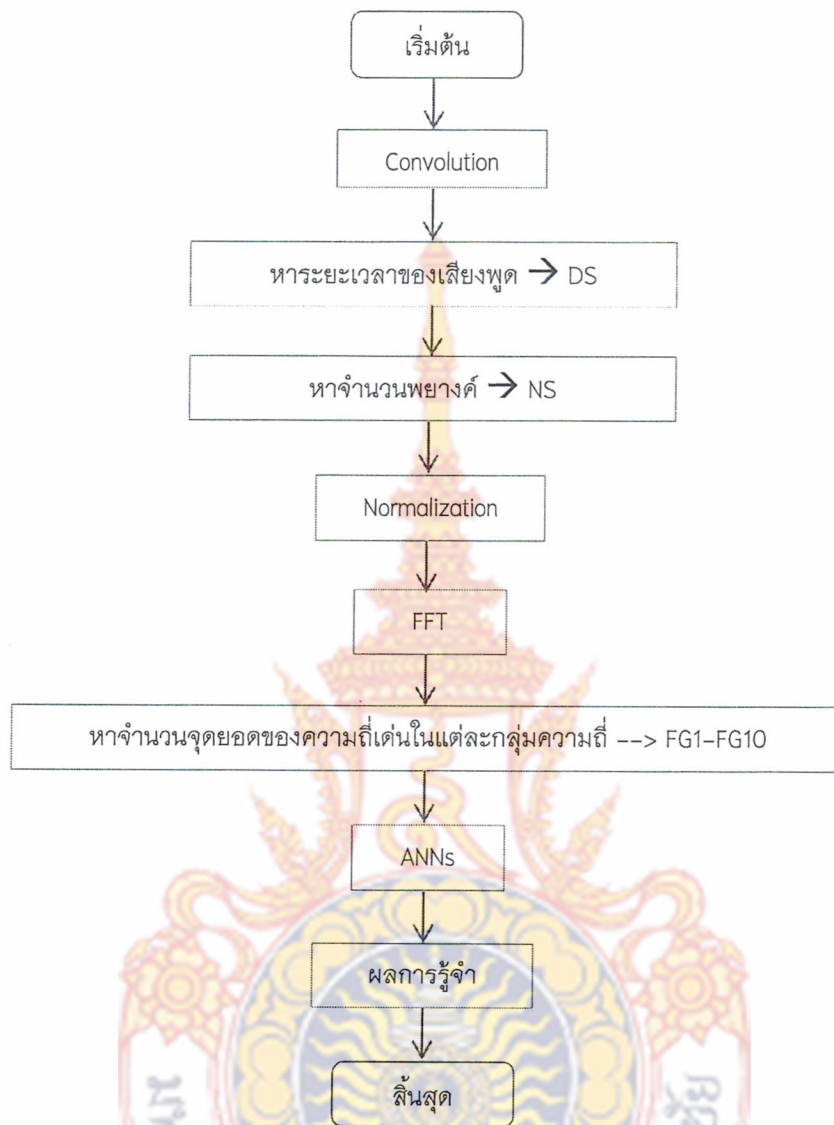 เริ่มต้น
Convolution
หาระยะเวลาของเสียงพูด → DS
หาจำนวนพยางค์ → NS
Normalization
FFT
หาจำนวนจุดยอดของความถี่เด่นในแต่ละกลุ่มความถี่ --> FG1-FG10
ANNs
ผลการรู้จำ
สิ้นสุด